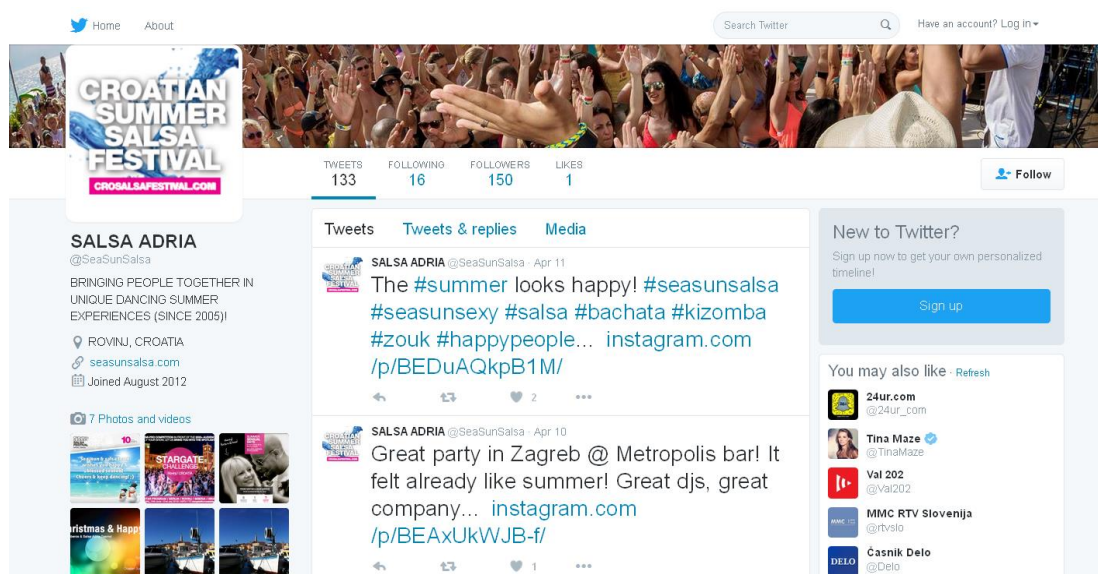 Home About Search Twitter Have an account? Log in
CROATIAN
SUMMER
SALSA
FESTIVAL
CROSALSAFESTIVAL.COM
TWEETS FOLLOWING FOLLOWERS LIKES
133 16 150 1
Follow
SALSA ADRIA
@SeaSunSalsa
BRINGING PEOPLE TOGETHER IN
UNIQUE DANCING SUMMER
EXPERIENCES (SINCE 2005)!
ROVINJ, CROATIA
seasunsalsa.com
Joined August 2012
7 Photos and videos
10
STARGATE
CHALLENGE
Tweets Tweets & replies Media
SALSA ADRIA @SeaSunSalsa · Apr 11
The #summer looks happy! #seasunsalsa
#seasunsexy #salsa #bachata #kizomba
#zouk #happypeople... instagram.com
/p/BEDuAQkpB1M/
2
SALSA ADRIA @SeaSunSalsa · Apr 10
Great party in Zagreb @ Metropolis bar! It
felt already like summer! Great djs, great
company... instagram.com
/p/BEAxUkWJB-f/
1
New to Twitter?
Sign up now to get your own personalized
timeline!
Sign up
You may also like · Refresh
24ur.com
@24ur_com
Tina Maze
@TinaMaze
Val 202
@Val202
MMC RTV Slovenija
@rtvslo
DELO
Časnik Delo
@Delo